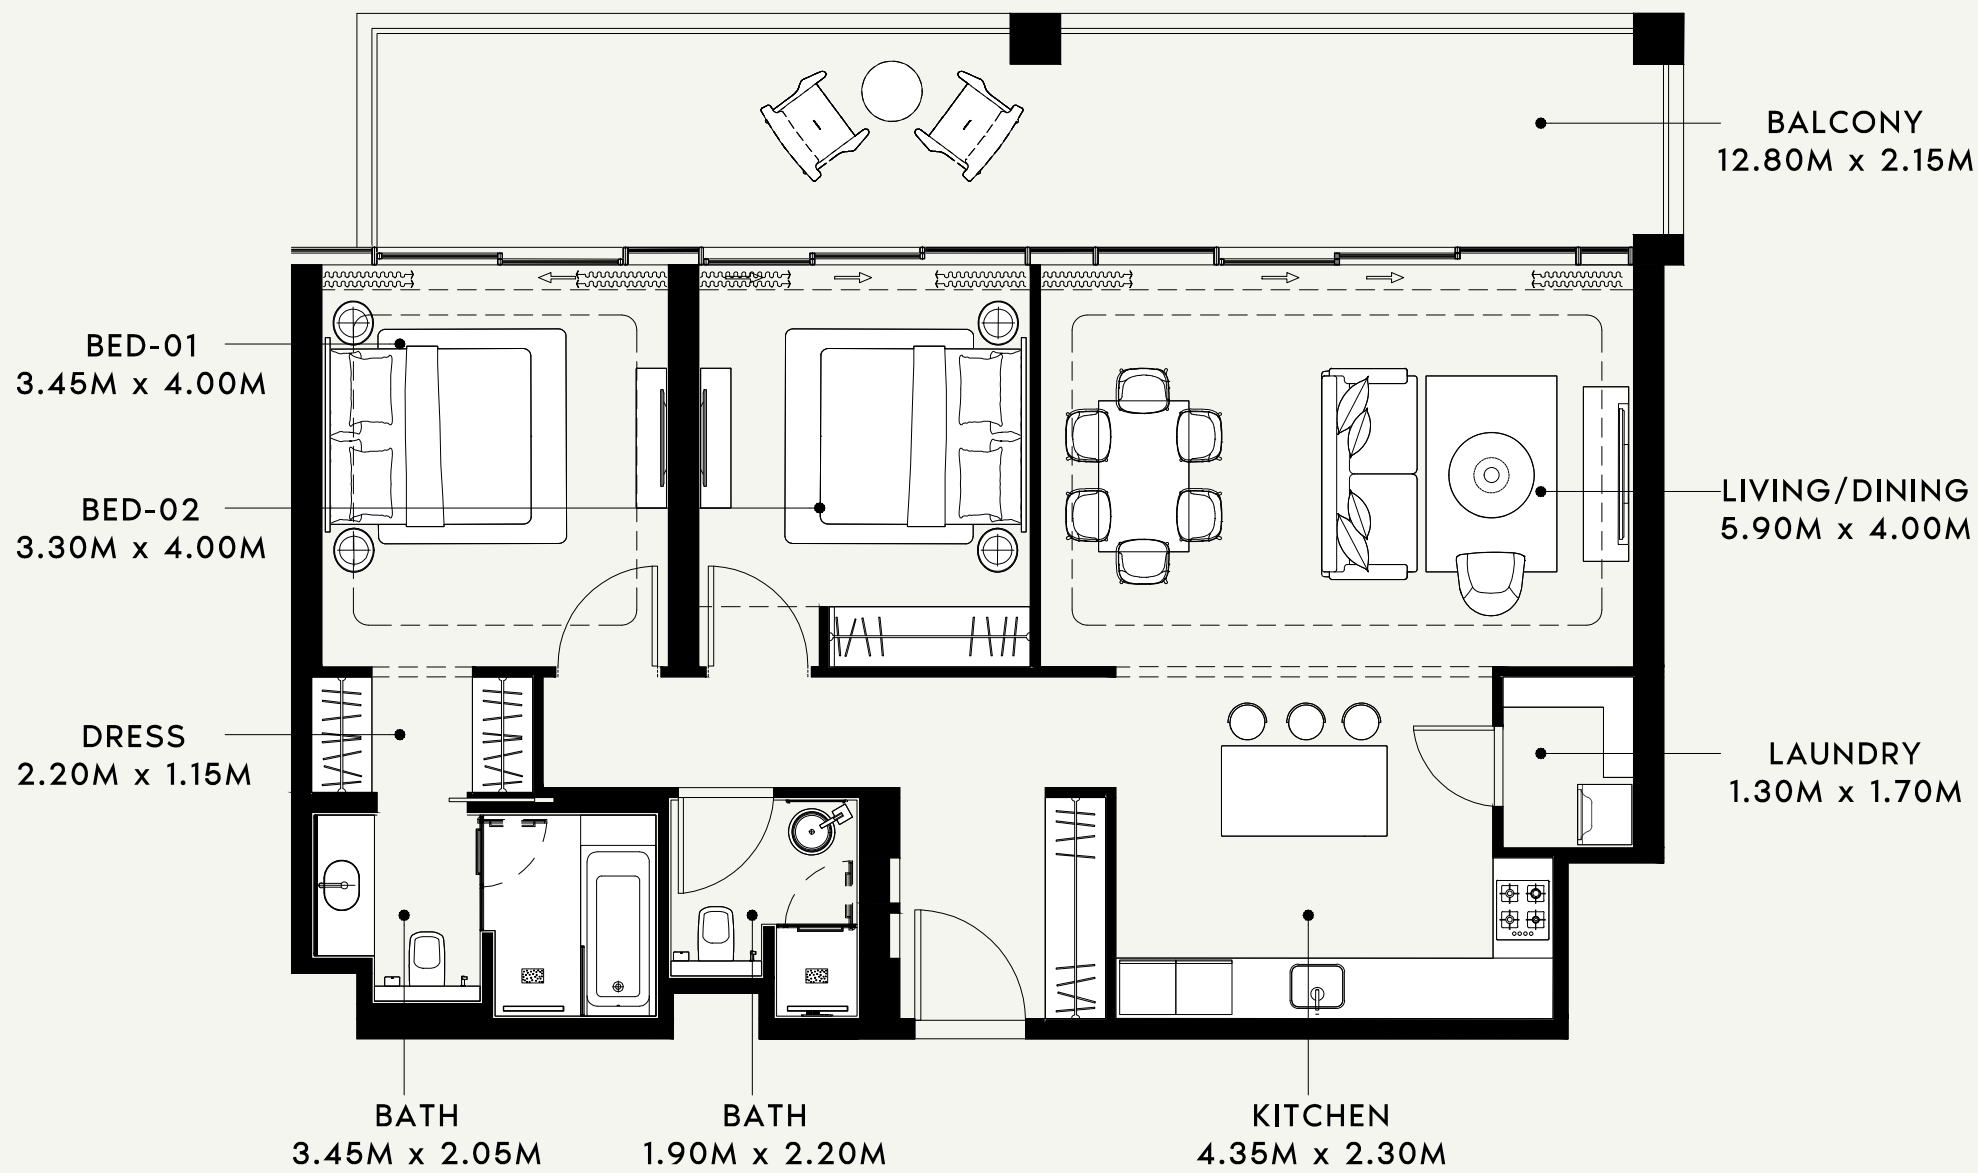 BALCONY
12.80M x 2.15M
BED-01
3.45M x 4.00M
BED-02
3.30M x 4.00M
LIVING/DINING
5.90M x 4.00M
DRESS
2.20M x 1.15M
LAUNDRY
1.30M x 1.70M
BATH
3.45M x 2.05M
BATH
1.90M x 2.20M
KITCHEN
4.35M x 2.30M